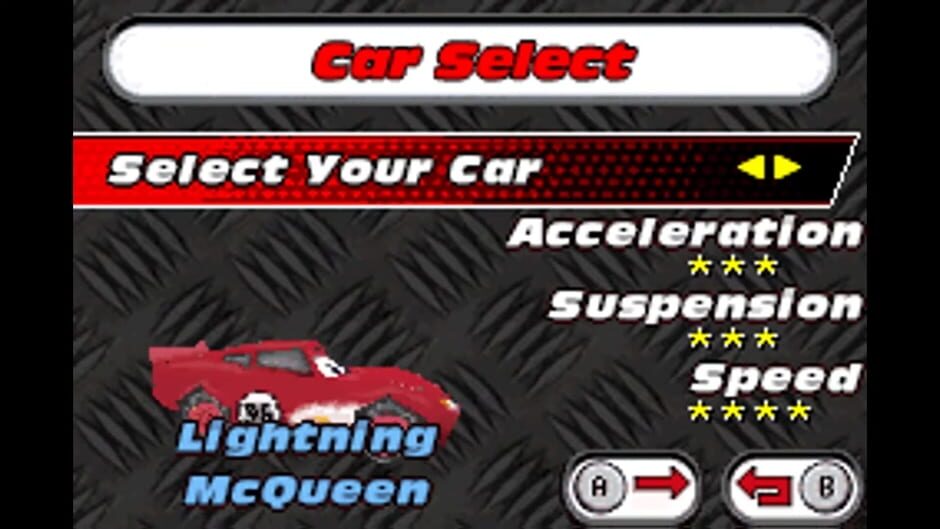 Car Select
Select Your Car
Acceleration
***
Suspension
***
Speed
****
Lightning
McQueen
A
B